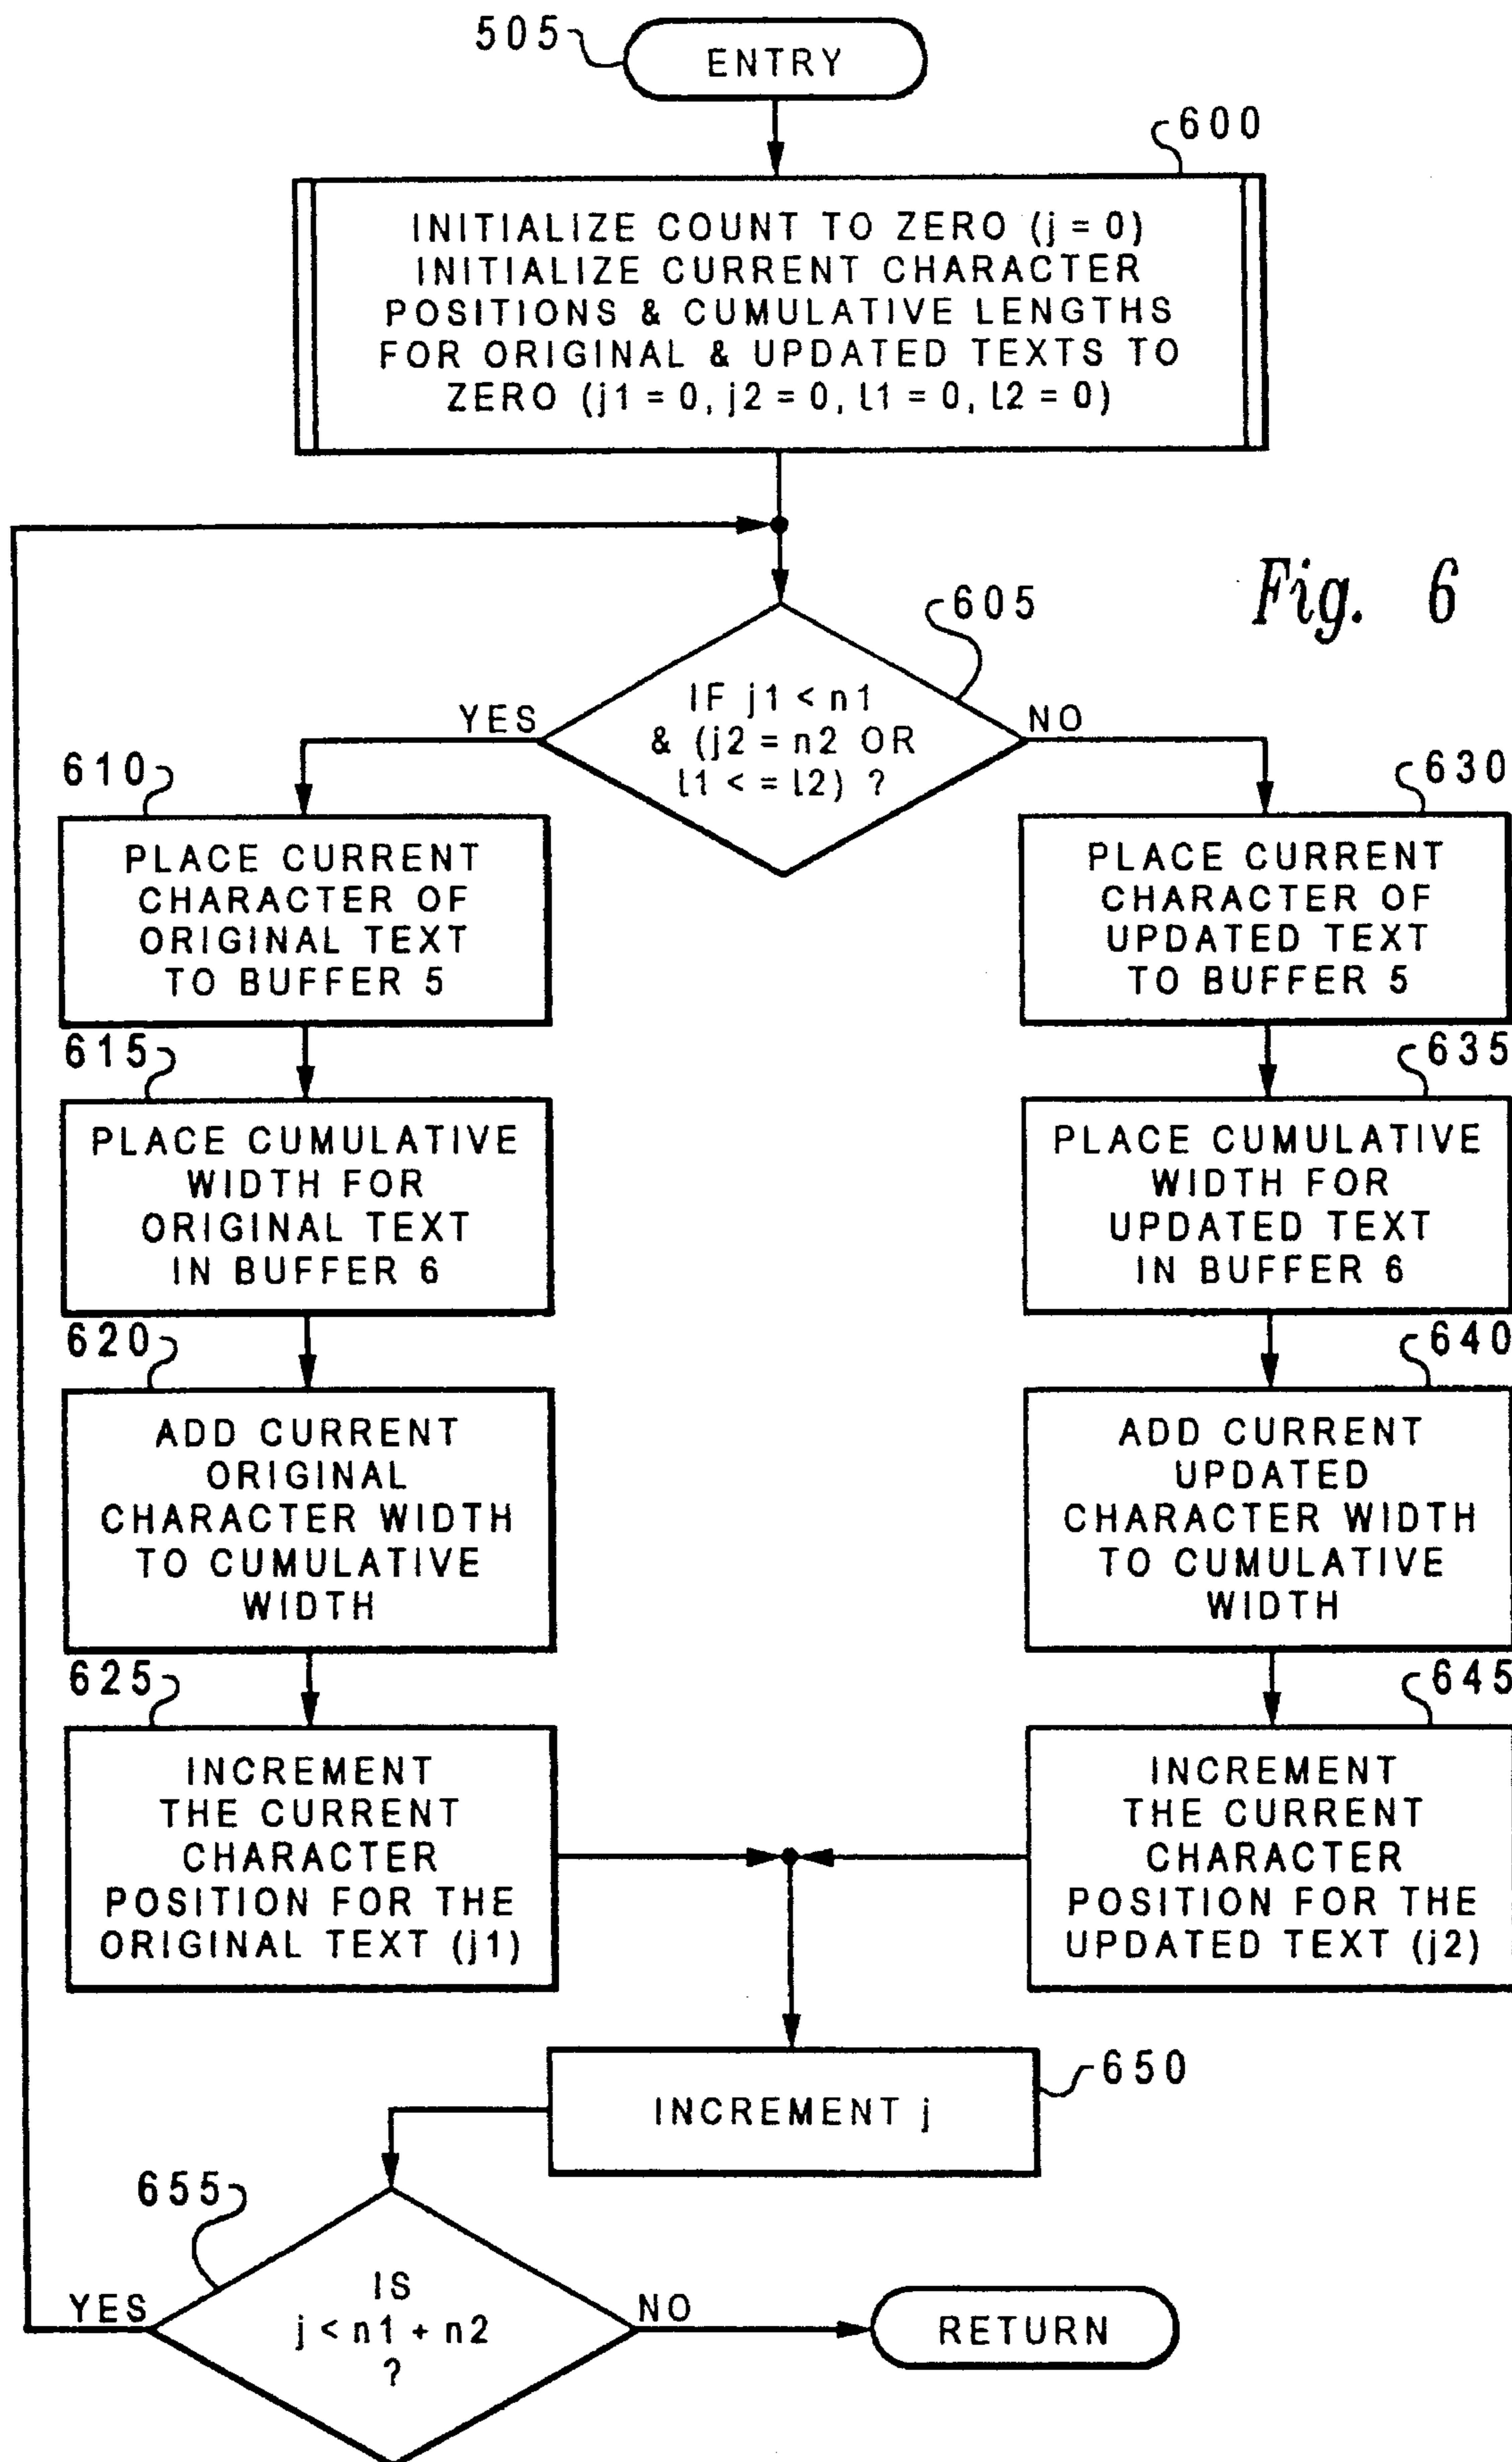 505
ENTRY
600
INITIALIZE COUNT TO ZERO (j = 0)
INITIALIZE CURRENT CHARACTER
POSITIONS & CUMULATIVE LENGTHS
FOR ORIGINAL & UPDATED TEXTS TO
ZERO (j1 = 0, j2 = 0, l1 = 0, l2 = 0)
Fig. 6
605
IF j1 < n1
& (j2 = n2 OR
l1 < = l2) ?
YES
NO
610
PLACE CURRENT
CHARACTER OF
ORIGINAL TEXT
TO BUFFER 5
615
PLACE CUMULATIVE
WIDTH FOR
ORIGINAL TEXT
IN BUFFER 6
620
ADD CURRENT
ORIGINAL
CHARACTER WIDTH
TO CUMULATIVE
WIDTH
625
INCREMENT
THE CURRENT
CHARACTER
POSITION FOR THE
ORIGINAL TEXT (j1)
630
PLACE CURRENT
CHARACTER OF
UPDATED TEXT
TO BUFFER 5
635
PLACE CUMULATIVE
WIDTH FOR
UPDATED TEXT
IN BUFFER 6
640
ADD CURRENT
UPDATED
CHARACTER WIDTH
TO CUMULATIVE
WIDTH
645
INCREMENT
THE CURRENT
CHARACTER
POSITION FOR THE
UPDATED TEXT (j2)
650
INCREMENT j
655
IS
j < n1 + n2
?
YES
NO
RETURN